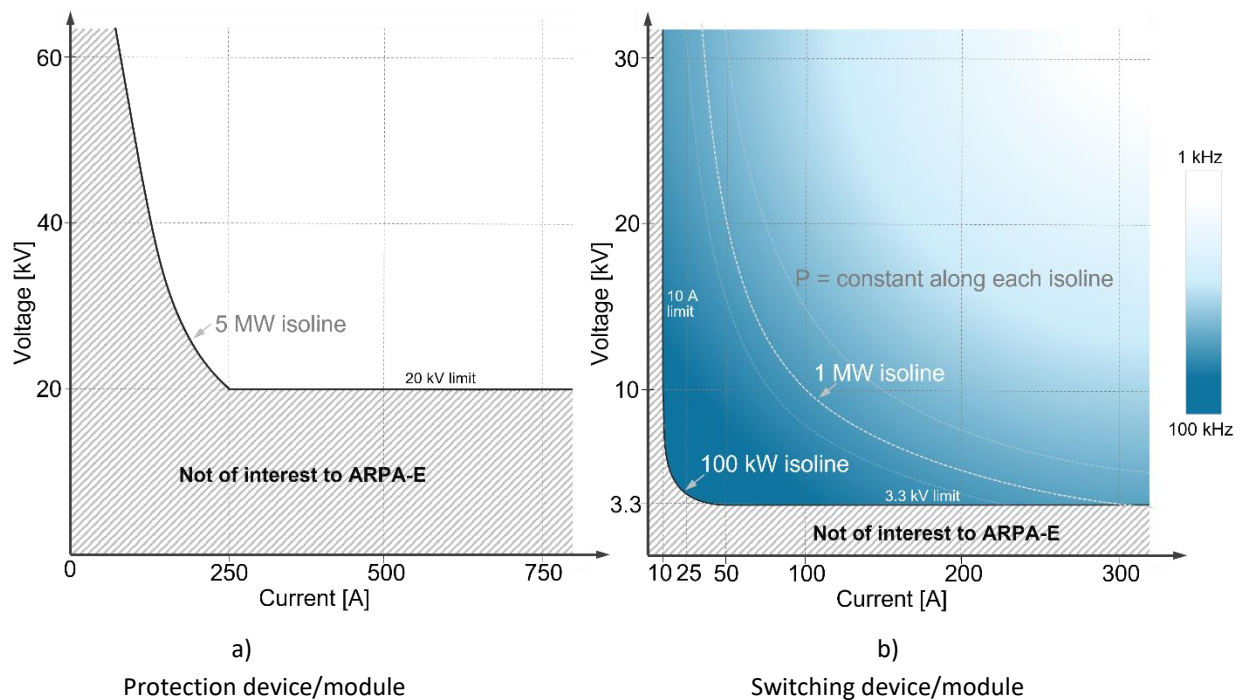 60
40
20
0
250
500
750
Voltage [kV]
Current [A]
5 MW isoline
20 kV limit
Not of interest to ARPA-E
a)
Protection device/module
30
20
10
3.3
10
25
50
100
200
300
Voltage [kV]
Current [A]
P = constant along each isoline
10 A
limit
1 MW isoline
100 kW isoline
3.3 kV limit
Not of interest to ARPA-E
1 kHz
100 kHz
b)
Switching device/module